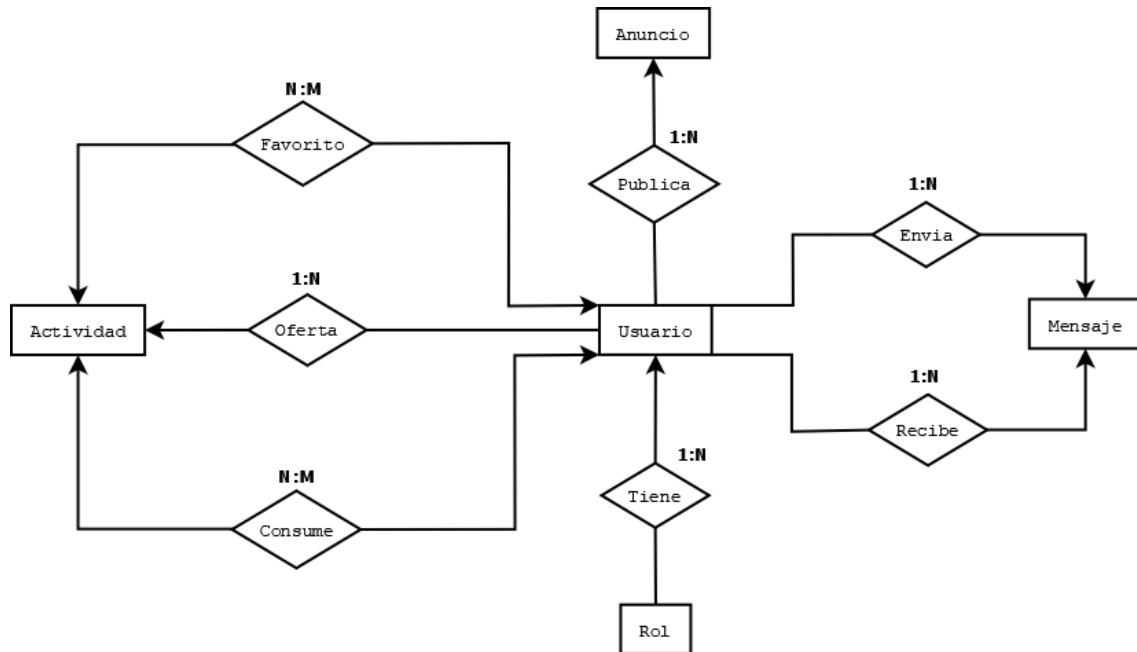 Anuncio
N:M
Favorito
1:N
Publica
1:N
Envia
1:N
Actividad
Oferta
Usuario
Mensaje
1:N
Recibe
1:N
Tiene
N:M
Consume
Rol